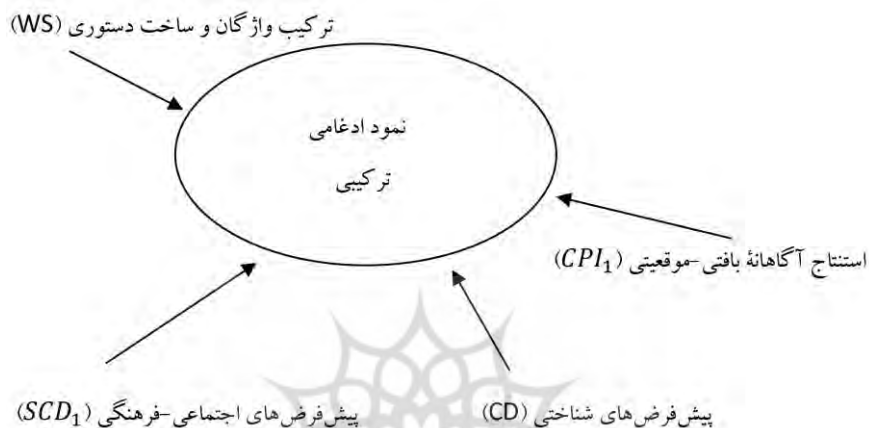 ترکیب واژگان و ساخت دستوری (WS)
نمود ادغامی
ترکیبی
استنتاج آگاهانهٔ بافتی-موقعیتی (CPI₁)
پیش‌فرض‌های شناختی (CD)
پیش‌فرض‌های اجتماعی-فرهنگی (SCD₁)